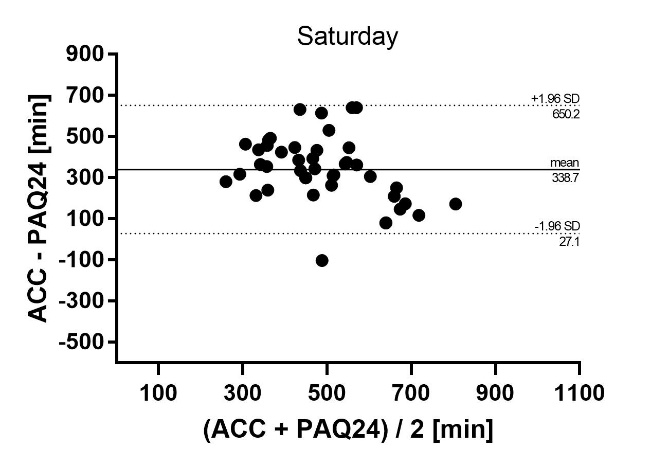 Saturday
900
700
500
300
100
-100
-300
-500
ACC - PAQ24 [min]
+1.96 SD
650.2
mean
338.7
-1.96 SD
27.1
100 300 500 700 900 1100
(ACC + PAQ24) / 2 [min]